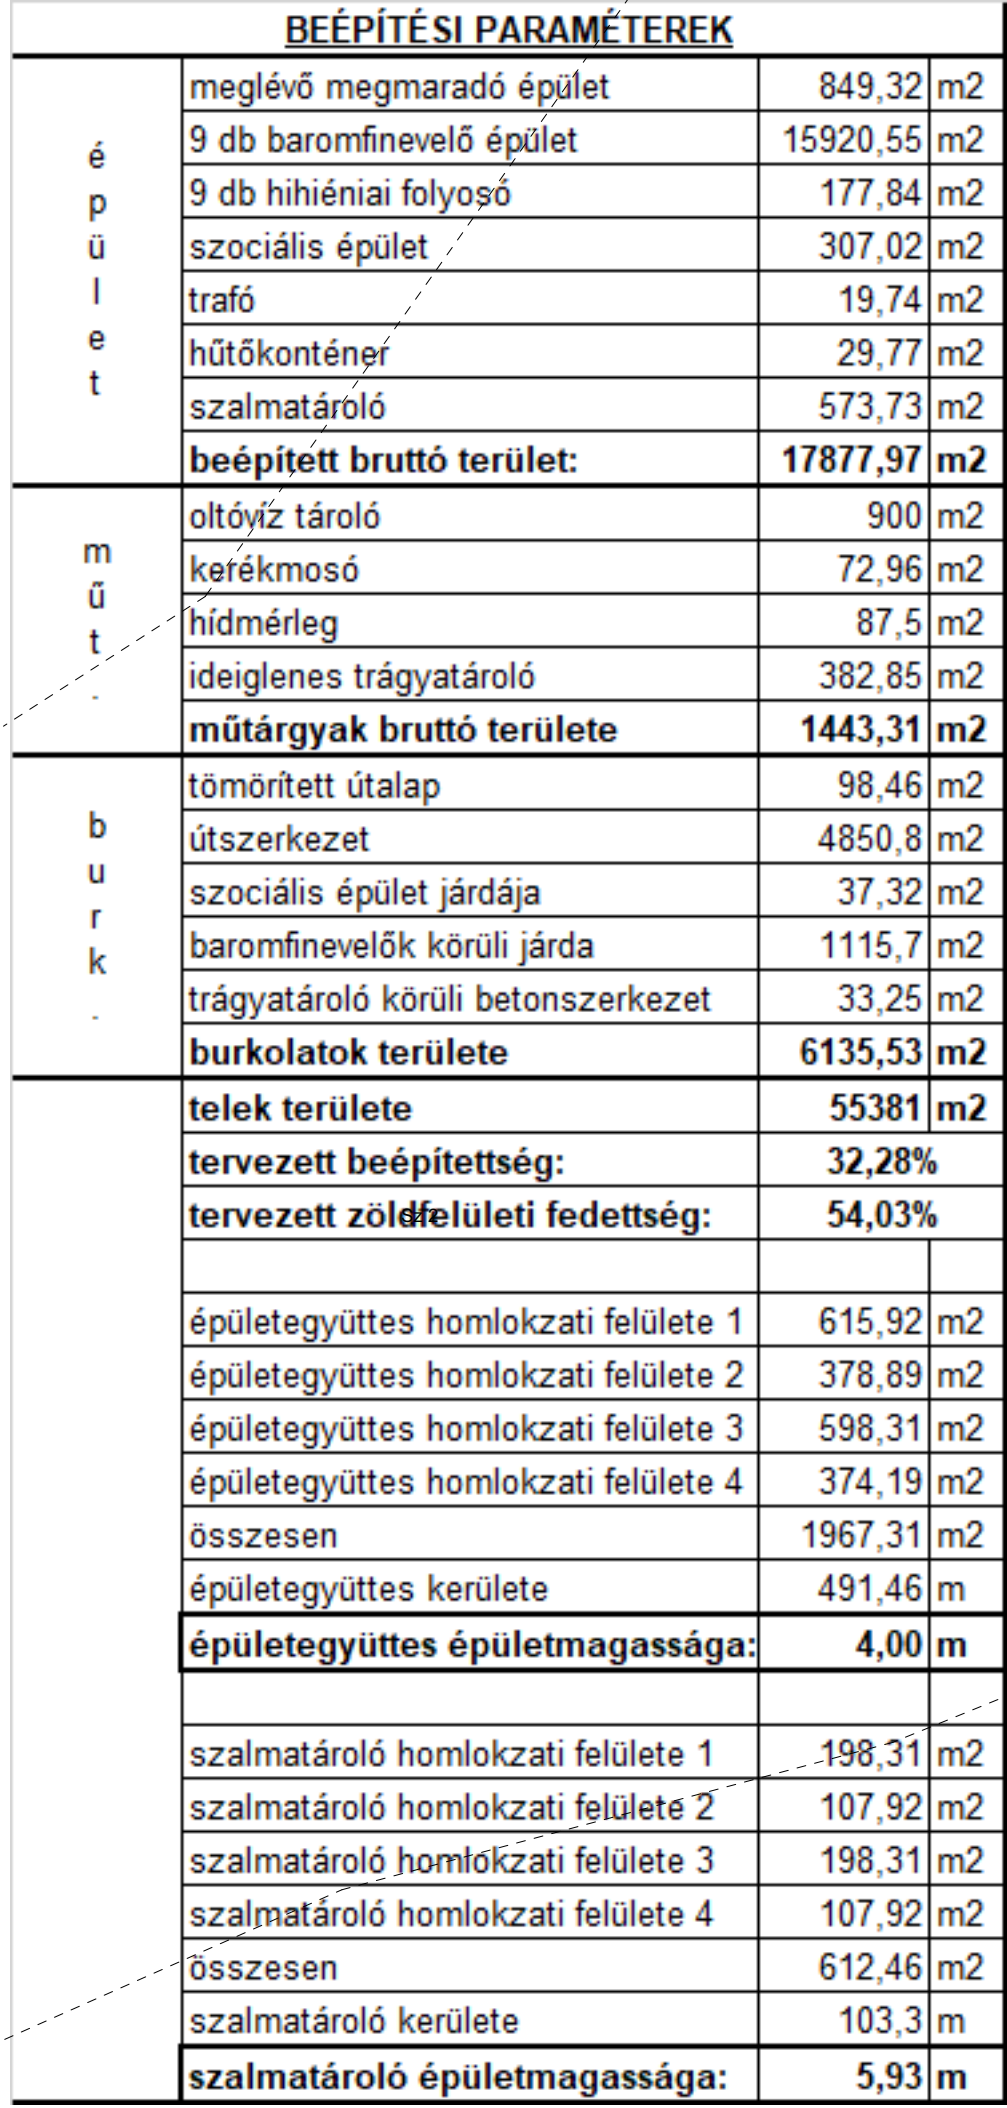 BEÉPÍTÉSI PARAMÉTEREK
épület
meglévő megmaradó épület 849,32 m2
9 db baromfinevelő épület 15920,55 m2
9 db hihiéniai folyosó 177,84 m2
szociális épület 307,02 m2
trafó 19,74 m2
hűtőkonténer 29,77 m2
szalmatároló 573,73 m2
beépített bruttó terület: 17877,97 m2
műt.
oltóvíz tároló 900 m2
kerékmosó 72,96 m2
hídmérleg 87,5 m2
ideiglenes trágyatároló 382,85 m2
műtárgyak bruttó területe 1443,31 m2
burk.
tömörített útalap 98,46 m2
útszerkezet 4850,8 m2
szociális épület járdája 37,32 m2
baromfinevelők körüli járda 1115,7 m2
trágyatároló körüli betonszerkezet 33,25 m2
burkolatok területe 6135,53 m2
telek területe 55381 m2
tervezett beépítettség: 32,28%
tervezett zöldfelületi fedettség: 54,03%
épületegyüttes homlokzati felülete 1 615,92 m2
épületegyüttes homlokzati felülete 2 378,89 m2
épületegyüttes homlokzati felülete 3 598,31 m2
épületegyüttes homlokzati felülete 4 374,19 m2
összesen 1967,31 m2
épületegyüttes kerülete 491,46 m
épületegyüttes épületmagassága: 4,00 m
szalmatároló homlokzati felülete 1 198,31 m2
szalmatároló homlokzati felülete 2 107,92 m2
szalmatároló homlokzati felülete 3 198,31 m2
szalmatároló homlokzati felülete 4 107,92 m2
összesen 612,46 m2
szalmatároló kerülete 103,3 m
szalmatároló épületmagassága: 5,93 m